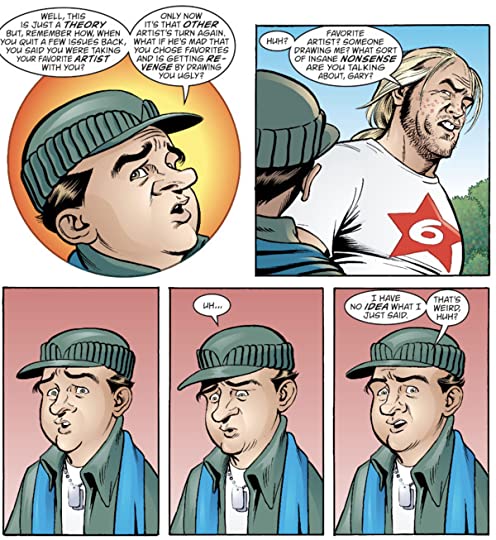 WELL, THIS
IS JUST A THEORY
BUT, REMEMBER HOW, WHEN
YOU QUIT A FEW ISSUES BACK,
YOU SAID YOU WERE TAKING
YOUR FAVORITE ARTIST
WITH YOU?
ONLY NOW
IT'S THAT OTHER
ARTIST'S TURN AGAIN.
WHAT IF HE'S MAD THAT
YOU CHOSE FAVORITES
AND IS GETTING RE-
VENGE BY DRAWING
YOU UGLY?
HUH?
FAVORITE
ARTIST? SOMEONE
DRAWING ME? WHAT SORT
OF INSANE NONSENSE
ARE YOU TALKING
ABOUT, GARY?
6
UH...
I HAVE
NO IDEA WHAT I
JUST SAID.
THAT'S
WEIRD,
HUH?